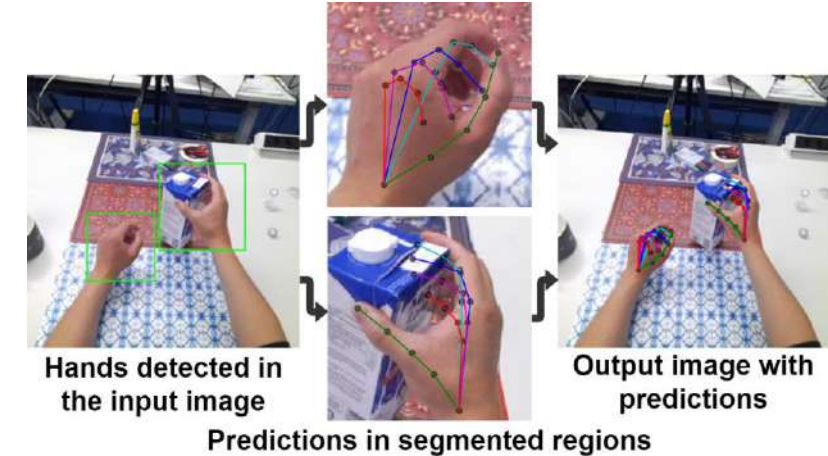 Hands detected in
the input image
Output image with
predictions
Predictions in segmented regions